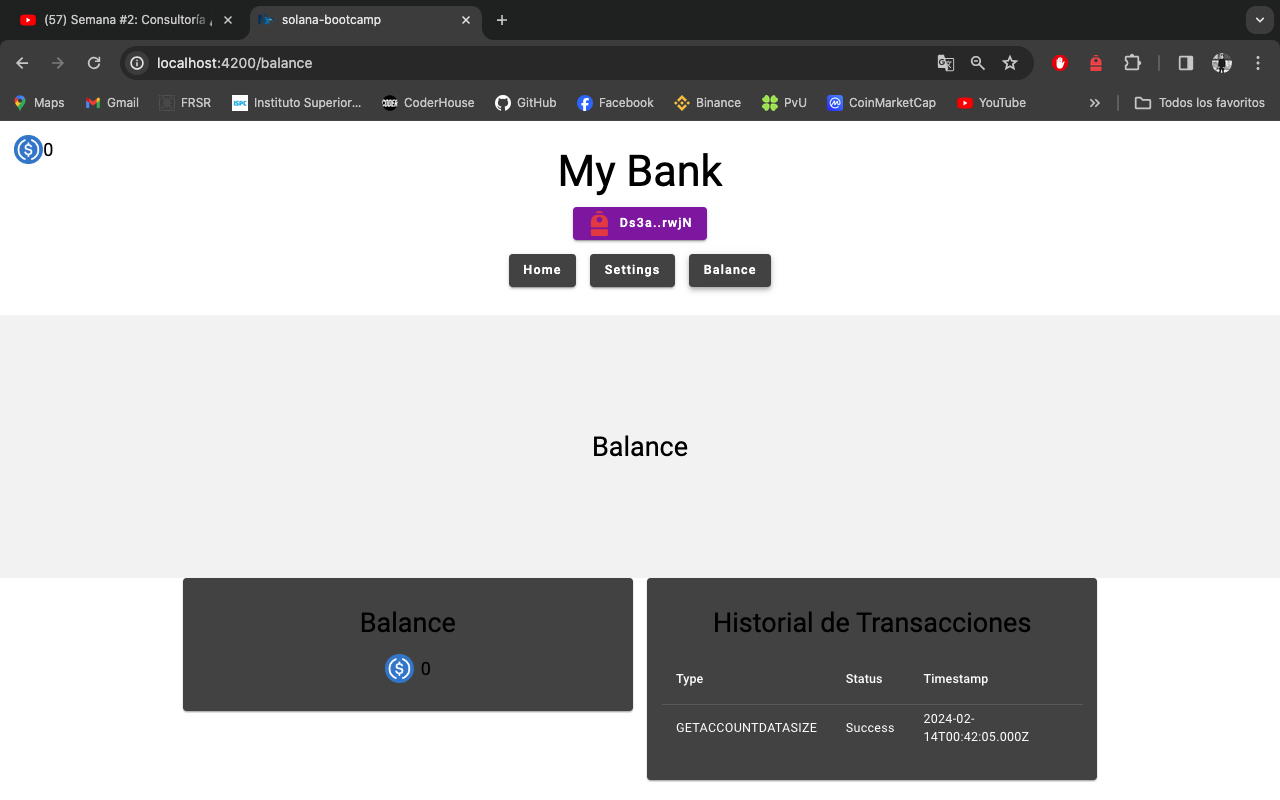 (57) Semana #2: Consultoría
solana-bootcamp
localhost:4200/balance
Maps
Gmail
FRSR
ISPC Instituto Superior...
CoderHouse
GitHub
Facebook
Binance
PvU
CoinMarketCap
YouTube
Todos los favoritos
0
My Bank
Ds3a..rwjN
Home Settings Balance
Balance
Balance
0
Historial de Transacciones
Type Status Timestamp
GETACCOUNTDATASIZE Success 2024-02-
14T00:42:05.000Z